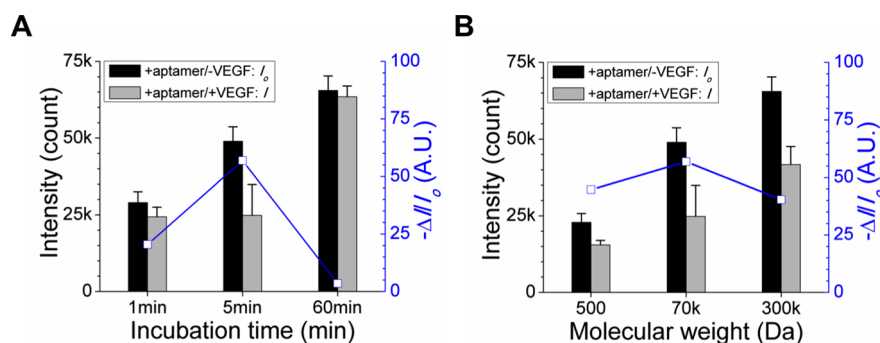 A
75k
50k
25k
0
Intensity (count)
+aptamer/-VEGF: Iₒ
+aptamer/+VEGF: I
100
75
50
25
0
-ΔI/Iₒ (A.U.)
1min 5min 60min
Incubation time (min)
B
75k
50k
25k
0
Intensity (count)
+aptamer/-VEGF: Iₒ
+aptamer/+VEGF: I
100
75
50
25
0
-ΔI/Iₒ (A.U.)
500 70k 300k
Molecular weight (Da)